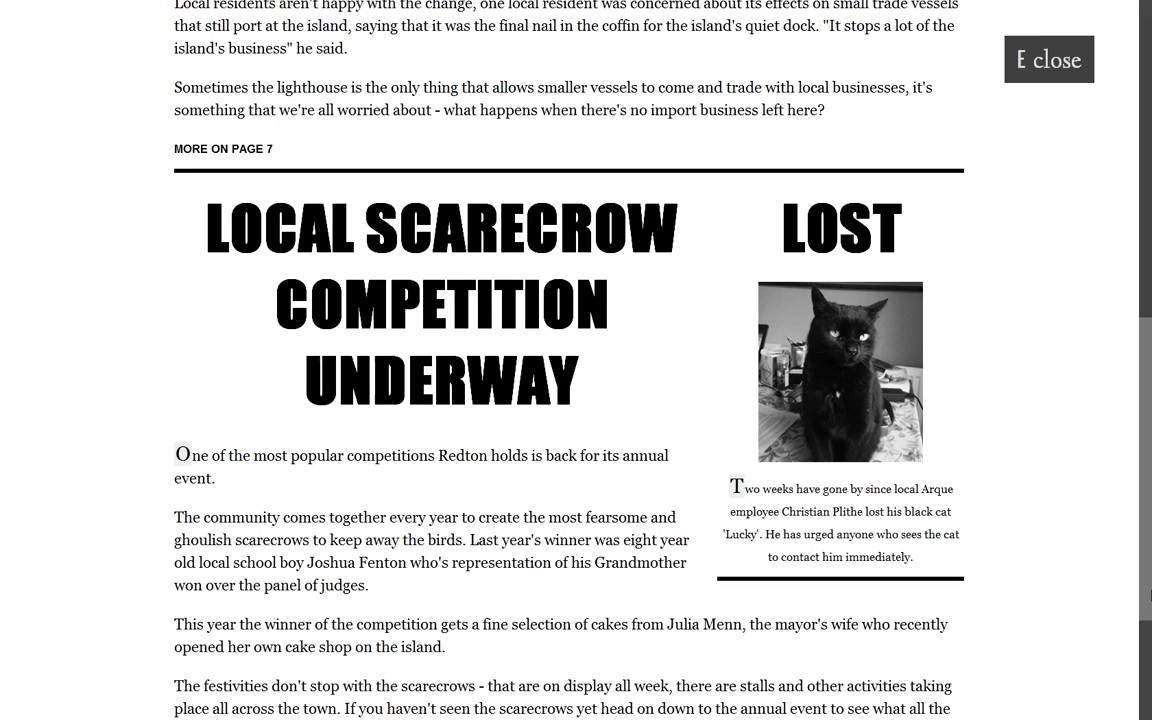 Local residents aren't happy with the change, one local resident was concerned about its effects on small trade vessels
that still port at the island, saying that it was the final nail in the coffin for the island's quiet dock. "It stops a lot of the
island's business" he said.
E close
Sometimes the lighthouse is the only thing that allows smaller vessels to come and trade with local businesses, it's
something that we're all worried about - what happens when there's no import business left here?
MORE ON PAGE 7
LOCAL SCARECROW
COMPETITION
UNDERWAY
One of the most popular competitions Redton holds is back for its annual
event.
The community comes together every year to create the most fearsome and
ghoulish scarecrows to keep away the birds. Last year's winner was eight year
old local school boy Joshua Fenton who's representation of his Grandmother
won over the panel of judges.
LOST
Two weeks have gone by since local Arque
employee Christian Plithe lost his black cat
'Lucky'. He has urged anyone who sees the cat
to contact him immediately.
This year the winner of the competition gets a fine selection of cakes from Julia Menn, the mayor's wife who recently
opened her own cake shop on the island.
The festivities don't stop with the scarecrows - that are on display all week, there are stalls and other activities taking
place all across the town. If you haven't seen the scarecrows yet head on down to the annual event to see what all the